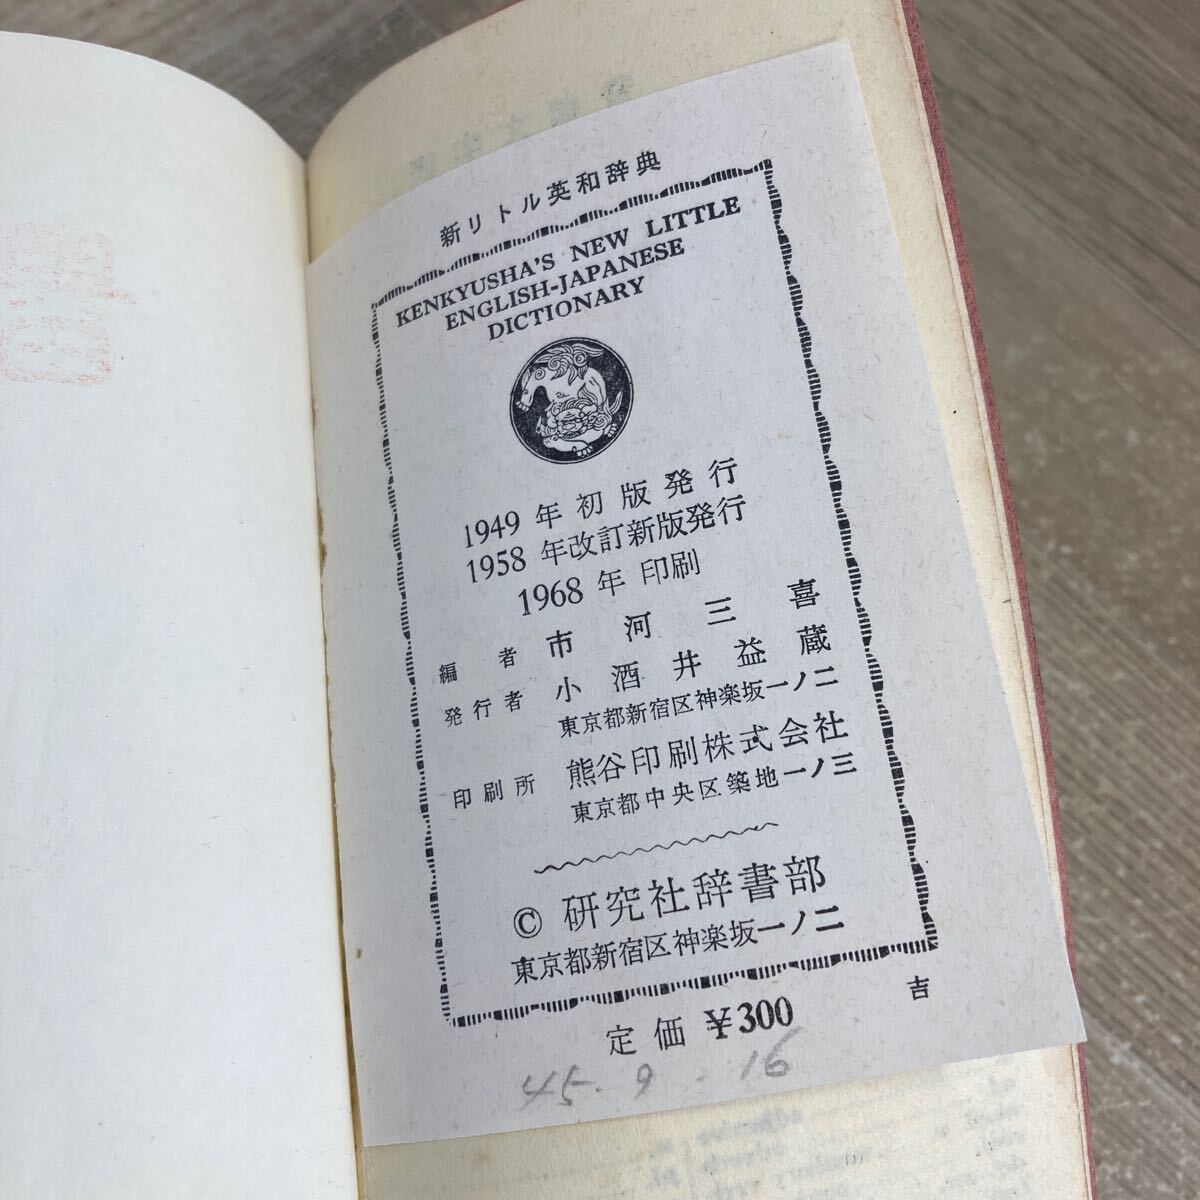 新リトル英和辞典
KENKYUSHA'S NEW LITTLE
ENGLISH-JAPANESE
DICTIONARY
1949 年 初 版 発 行
1958 年改訂新版発行
1968 年 印刷
編 者 市 河 三 喜
発行者 小 酒 井 益 蔵
東京都新宿区神楽坂一ノ二
印刷所 熊谷印刷株式会社
東京都中央区築地一ノ三
© 研究社辞書部
東京都新宿区神楽坂一ノ二
吉
定 価 ¥300
45. 9. 16